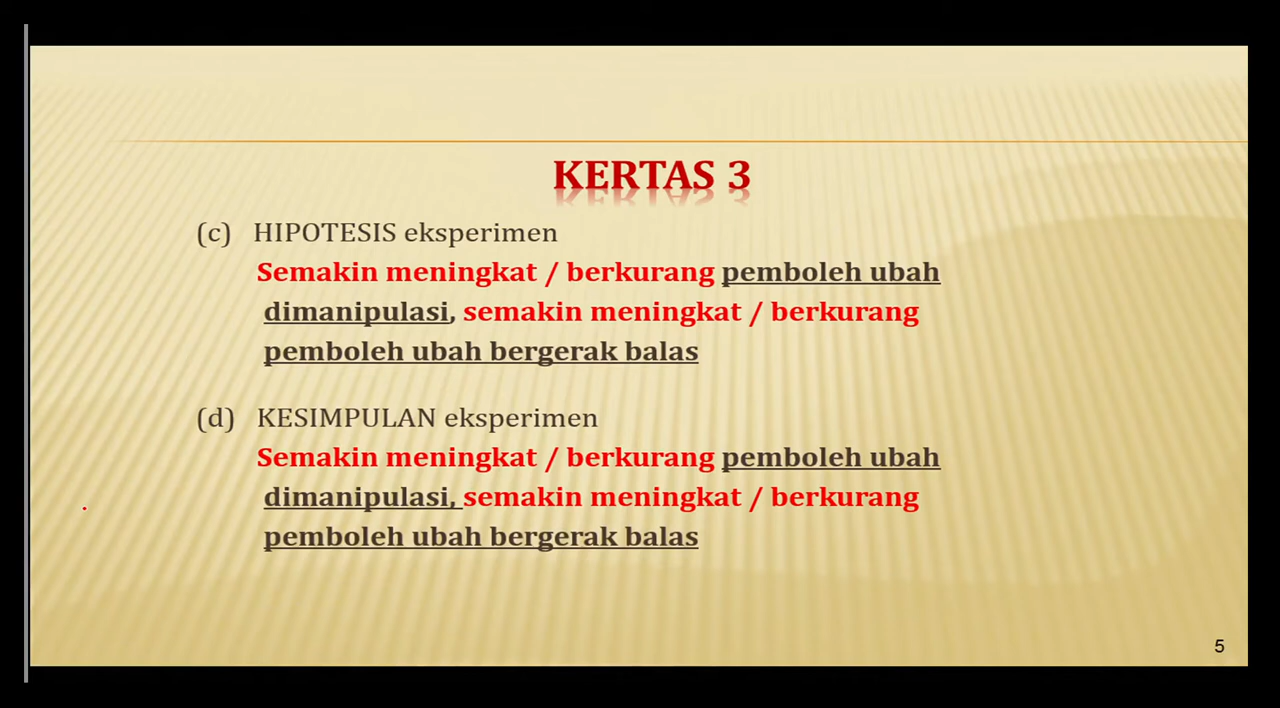 KERTAS 3
(c) HIPOTESIS eksperimen
Semakin meningkat / berkurang pemboleh ubah
dimanipulasi, semakin meningkat / berkurang
pemboleh ubah bergerak balas
(d) KESIMPULAN eksperimen
Semakin meningkat / berkurang pemboleh ubah
dimanipulasi, semakin meningkat / berkurang
pemboleh ubah bergerak balas
5